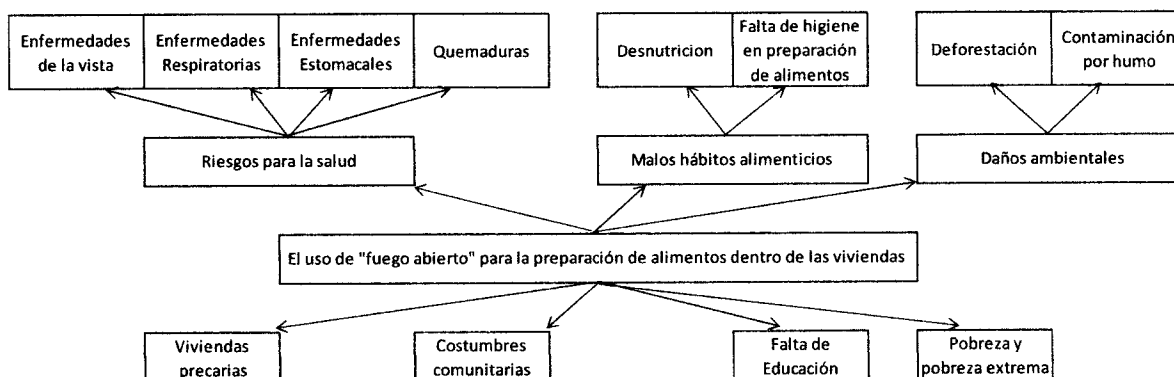 Enfermedades
de la vista
Enfermedades
Respiratorias
Enfermedades
Estomacales
Quemaduras
Desnutricion
Falta de higiene
en preparación
de alimentos
Deforestación
Contaminación
por humo
Riesgos para la salud
Malos hábitos alimenticios
Daños ambientales
El uso de "fuego abierto" para la preparación de alimentos dentro de las viviendas
Viviendas
precarias
Costumbres
comunitarias
Falta de
Educación
Pobreza y
pobreza extrema